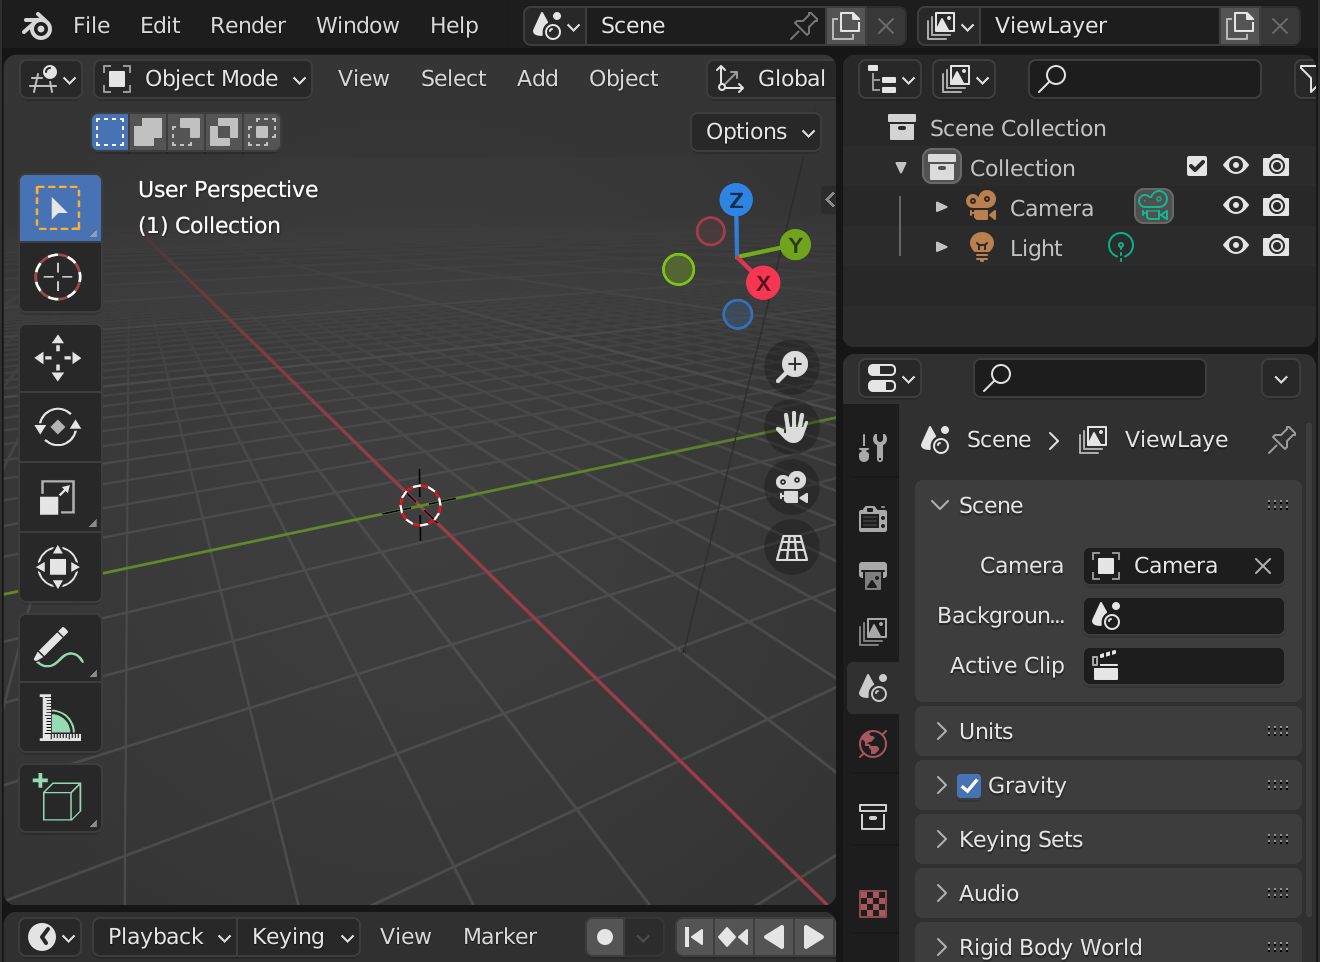 File Edit Render Window Help Scene ViewLayer
Object Mode View Select Add Object Global
Options
User Perspective
(1) Collection
Z
Y
X
Scene Collection
Collection
Camera
Light
Scene > ViewLaye
Scene
Camera Camera
Backgroun...
Active Clip
Units
Gravity
Keying Sets
Audio
Rigid Body World
Playback Keying View Marker